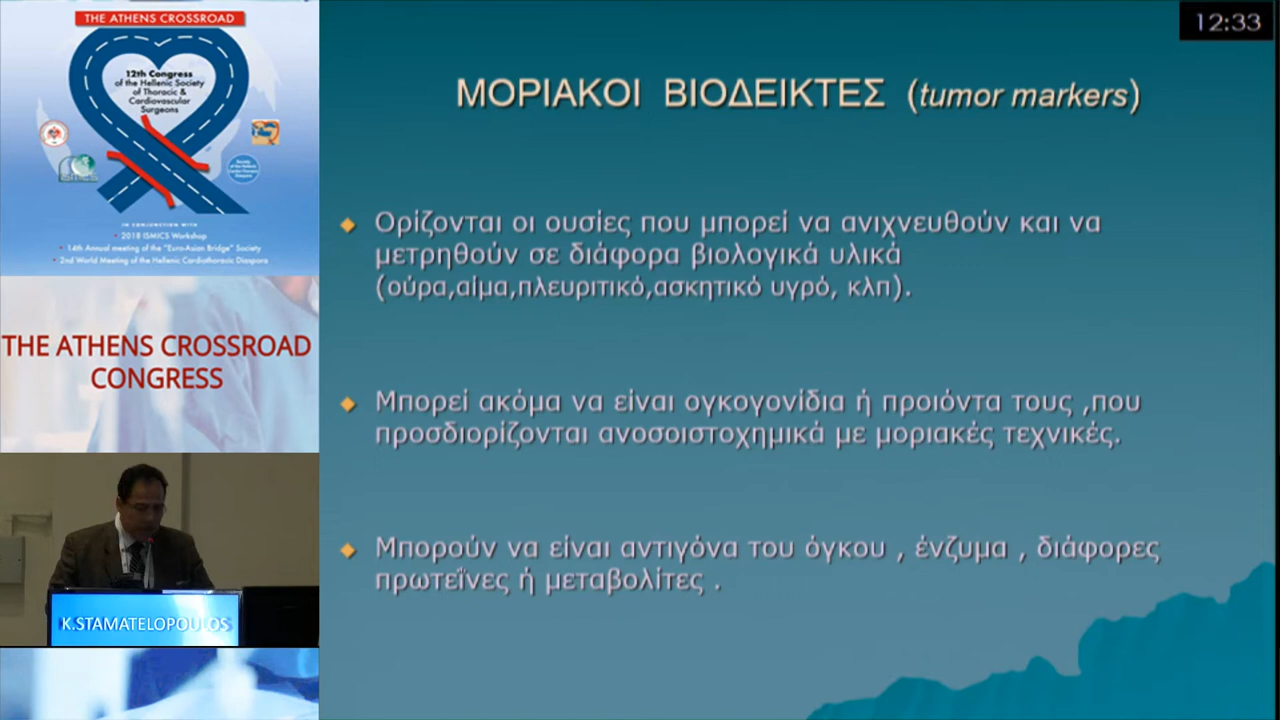 THE ATHENS CROSSROAD
12th Congress
of the Hellenic Society
of Thoracic &
Cardiovascular
Surgeons
IN CONJUNCTION WITH
• 2018 ISMICS Workshop
• 14th Annual meeting of the "Euro-Asian Bridge" Society
• 2nd World Meeting of the Hellenic Cardiothoracic Diaspora
THE ATHENS CROSSROAD
CONGRESS
K.STAMATELOPOULOS
12:33
ΜΟΡΙΑΚΟΙ ΒΙΟΔΕΙΚΤΕΣ (tumor markers)
Ορίζονται οι ουσίες που μπορεί να ανιχνευθούν και να
μετρηθούν σε διάφορα βιολογικά υλικά
(ούρα,αίμα,πλευριτικό,ασκητικό υγρό, κλπ).
Μπορεί ακόμα να είναι ογκογονίδια ή προιόντα τους ,που
προσδιορίζονται ανοσοιστοχημικά με μοριακές τεχνικές.
Μπορούν να είναι αντιγόνα του όγκου , ένζυμα , διάφορες
πρωτεΐνες ή μεταβολίτες .